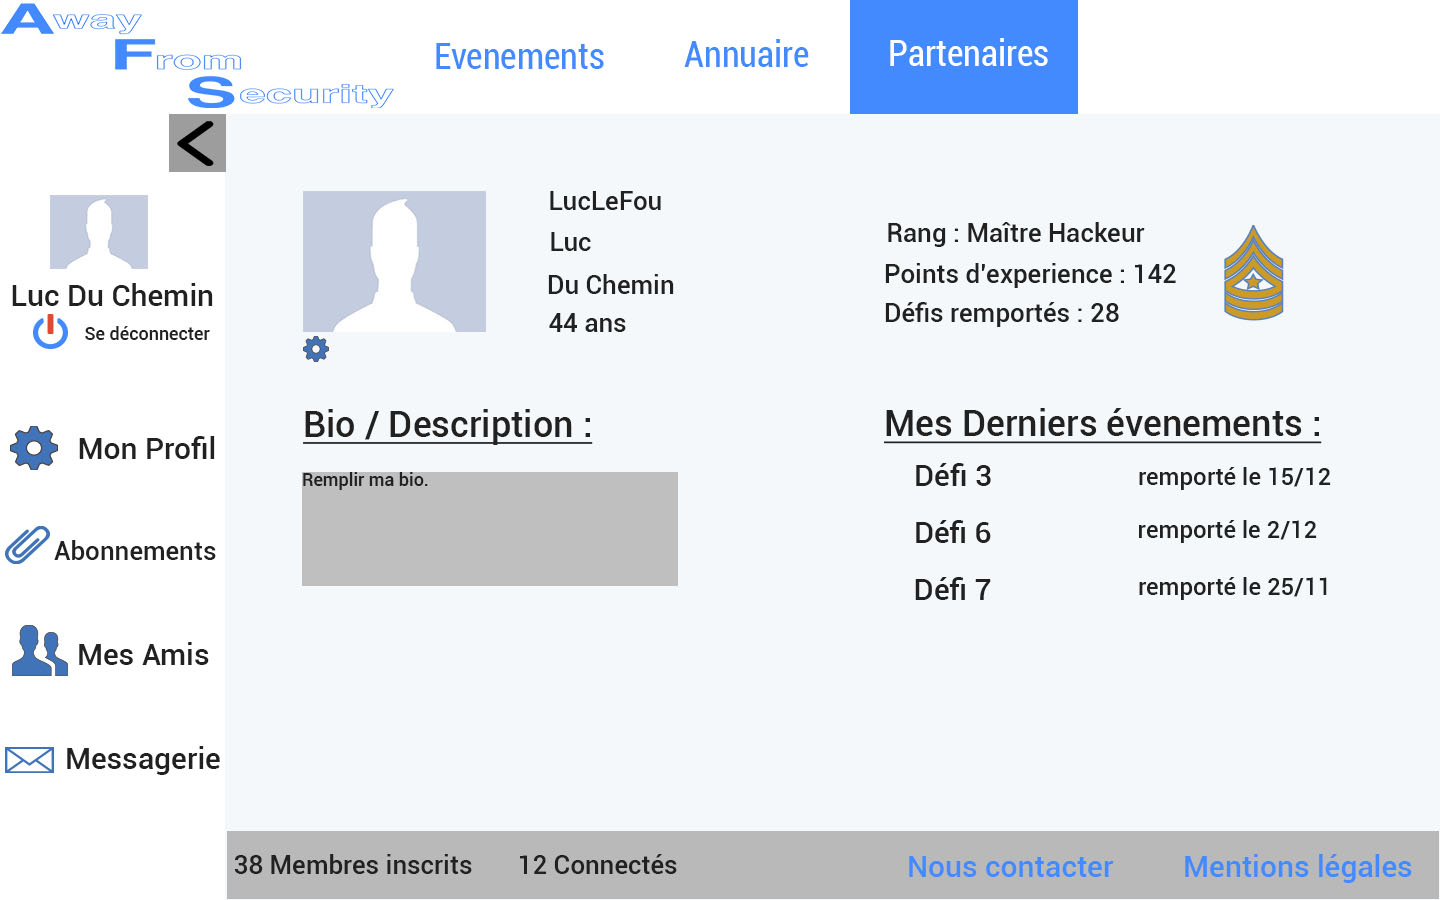 Away
From
Security
Evenements
Annuaire
Partenaires
Luc Du Chemin
Se déconnecter
Mon Profil
Abonnements
Mes Amis
Messagerie
LucLeFou
Luc
Du Chemin
44 ans
Rang : Maître Hackeur
Points d'experience : 142
Défis remportés : 28
Bio / Description :
Remplir ma bio.
Mes Derniers évenements :
Défi 3 remporté le 15/12
Défi 6 remporté le 2/12
Défi 7 remporté le 25/11
38 Membres inscrits
12 Connectés
Nous contacter
Mentions légales